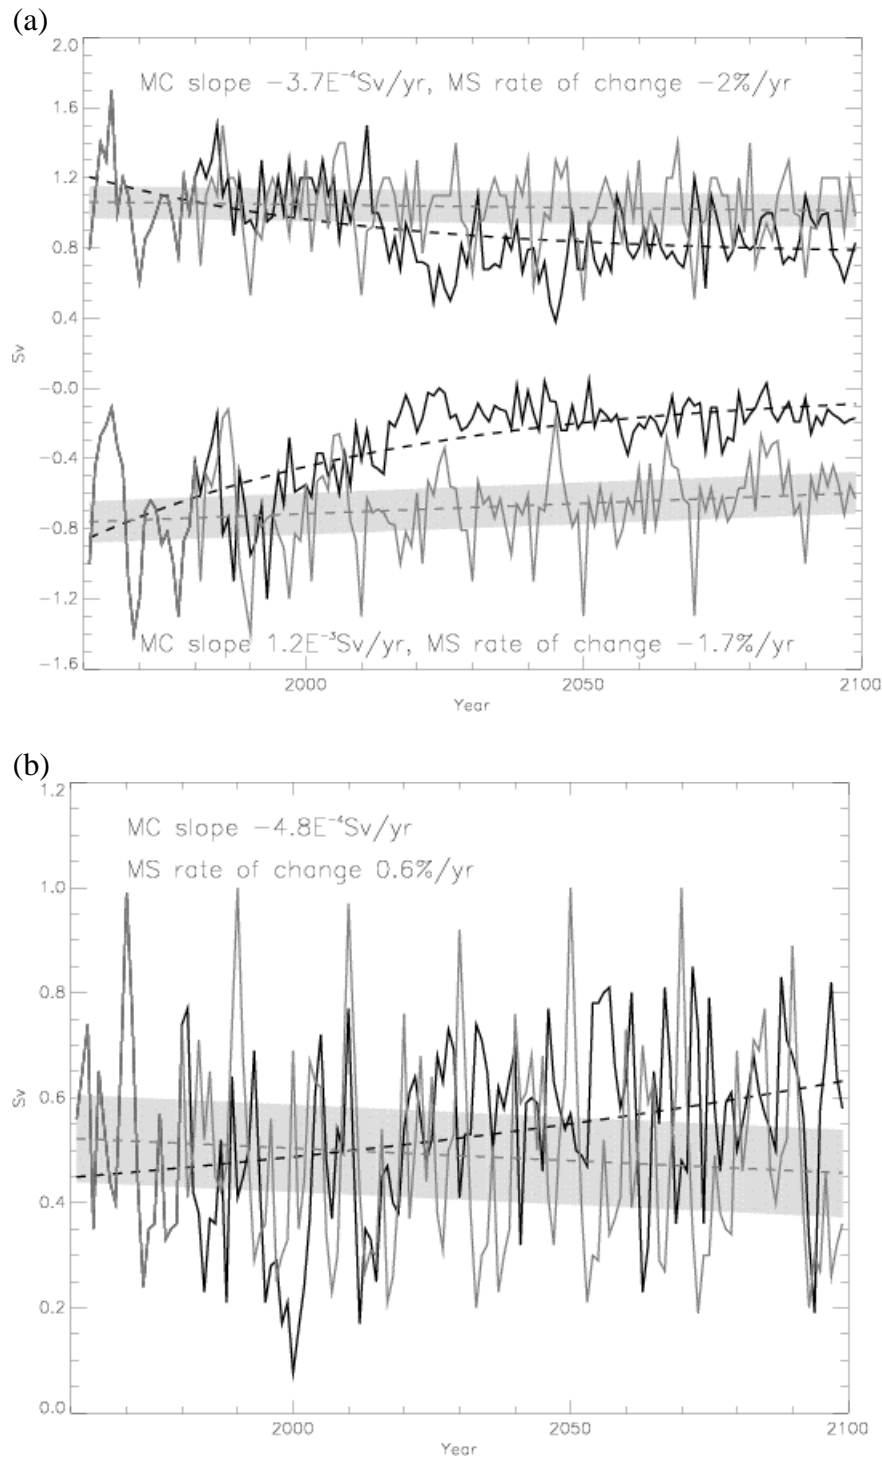 (a)
2.0
MC slope −3.7E⁻⁴Sv/yr, MS rate of change −2%/yr
1.6
1.2
0.8
0.4
Sv
−0.0
−0.4
−0.8
−1.2
MC slope 1.2E⁻³Sv/yr, MS rate of change −1.7%/yr
−1.6
2000
2050
2100
Year
(b)
1.2
MC slope −4.8E⁻⁴Sv/yr
MS rate of change 0.6%/yr
1.0
0.8
0.6
Sv
0.4
0.2
0.0
2000
2050
2100
Year